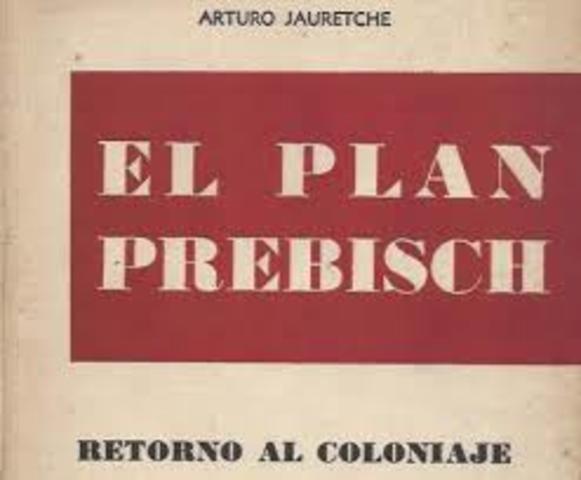 ARTURO JAURETCHE
EL PLAN
PREBISCH
RETORNO AL COLONIAJE